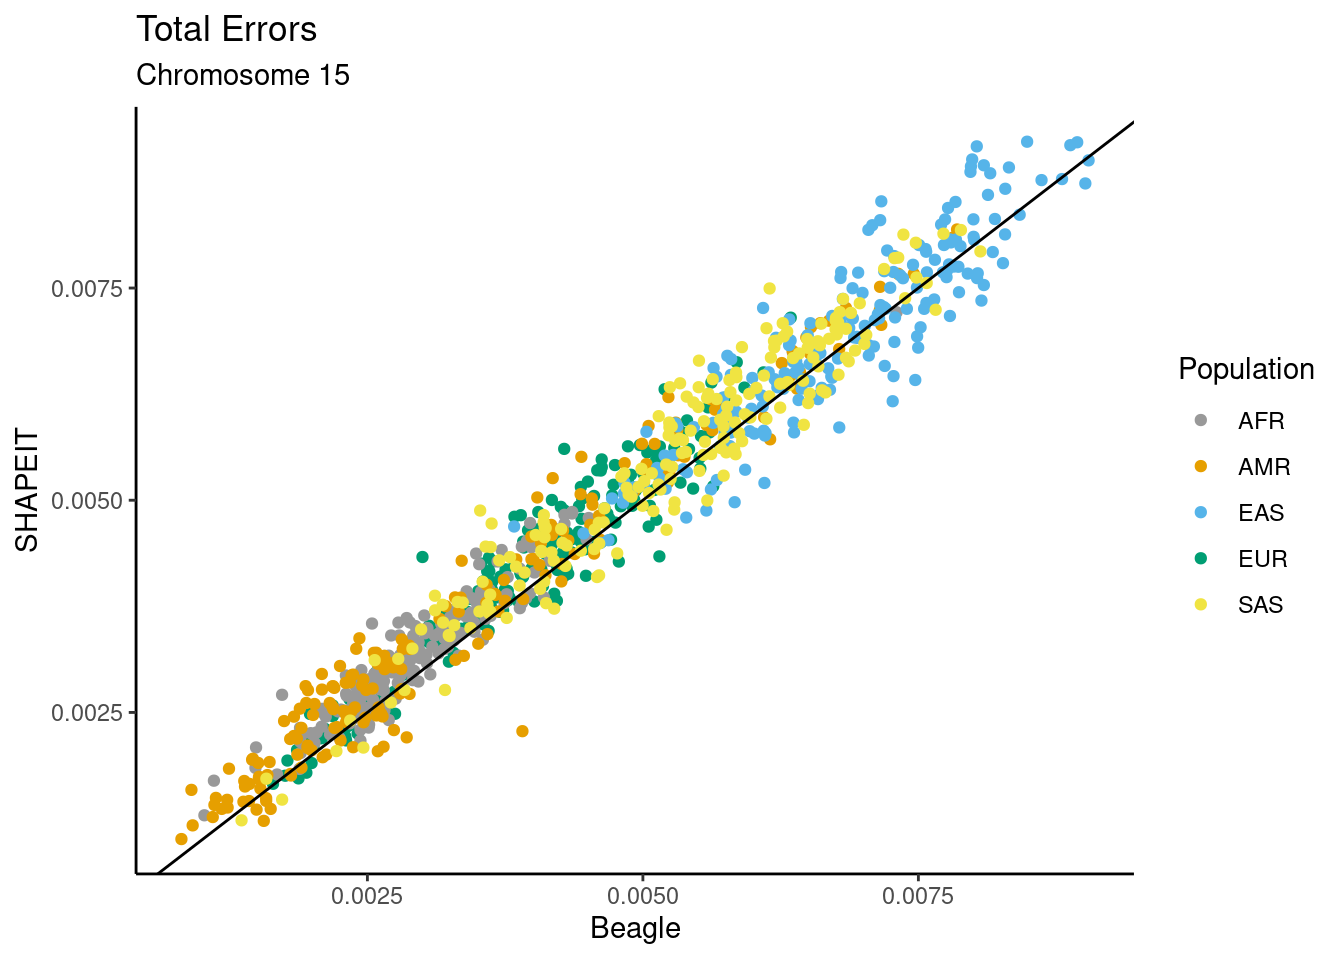 Total Errors
Chromosome 15
SHAPEIT
0.0075
0.0050
0.0025
0.0025 0.0050 0.0075
Beagle
Population
AFR
AMR
EAS
EUR
SAS